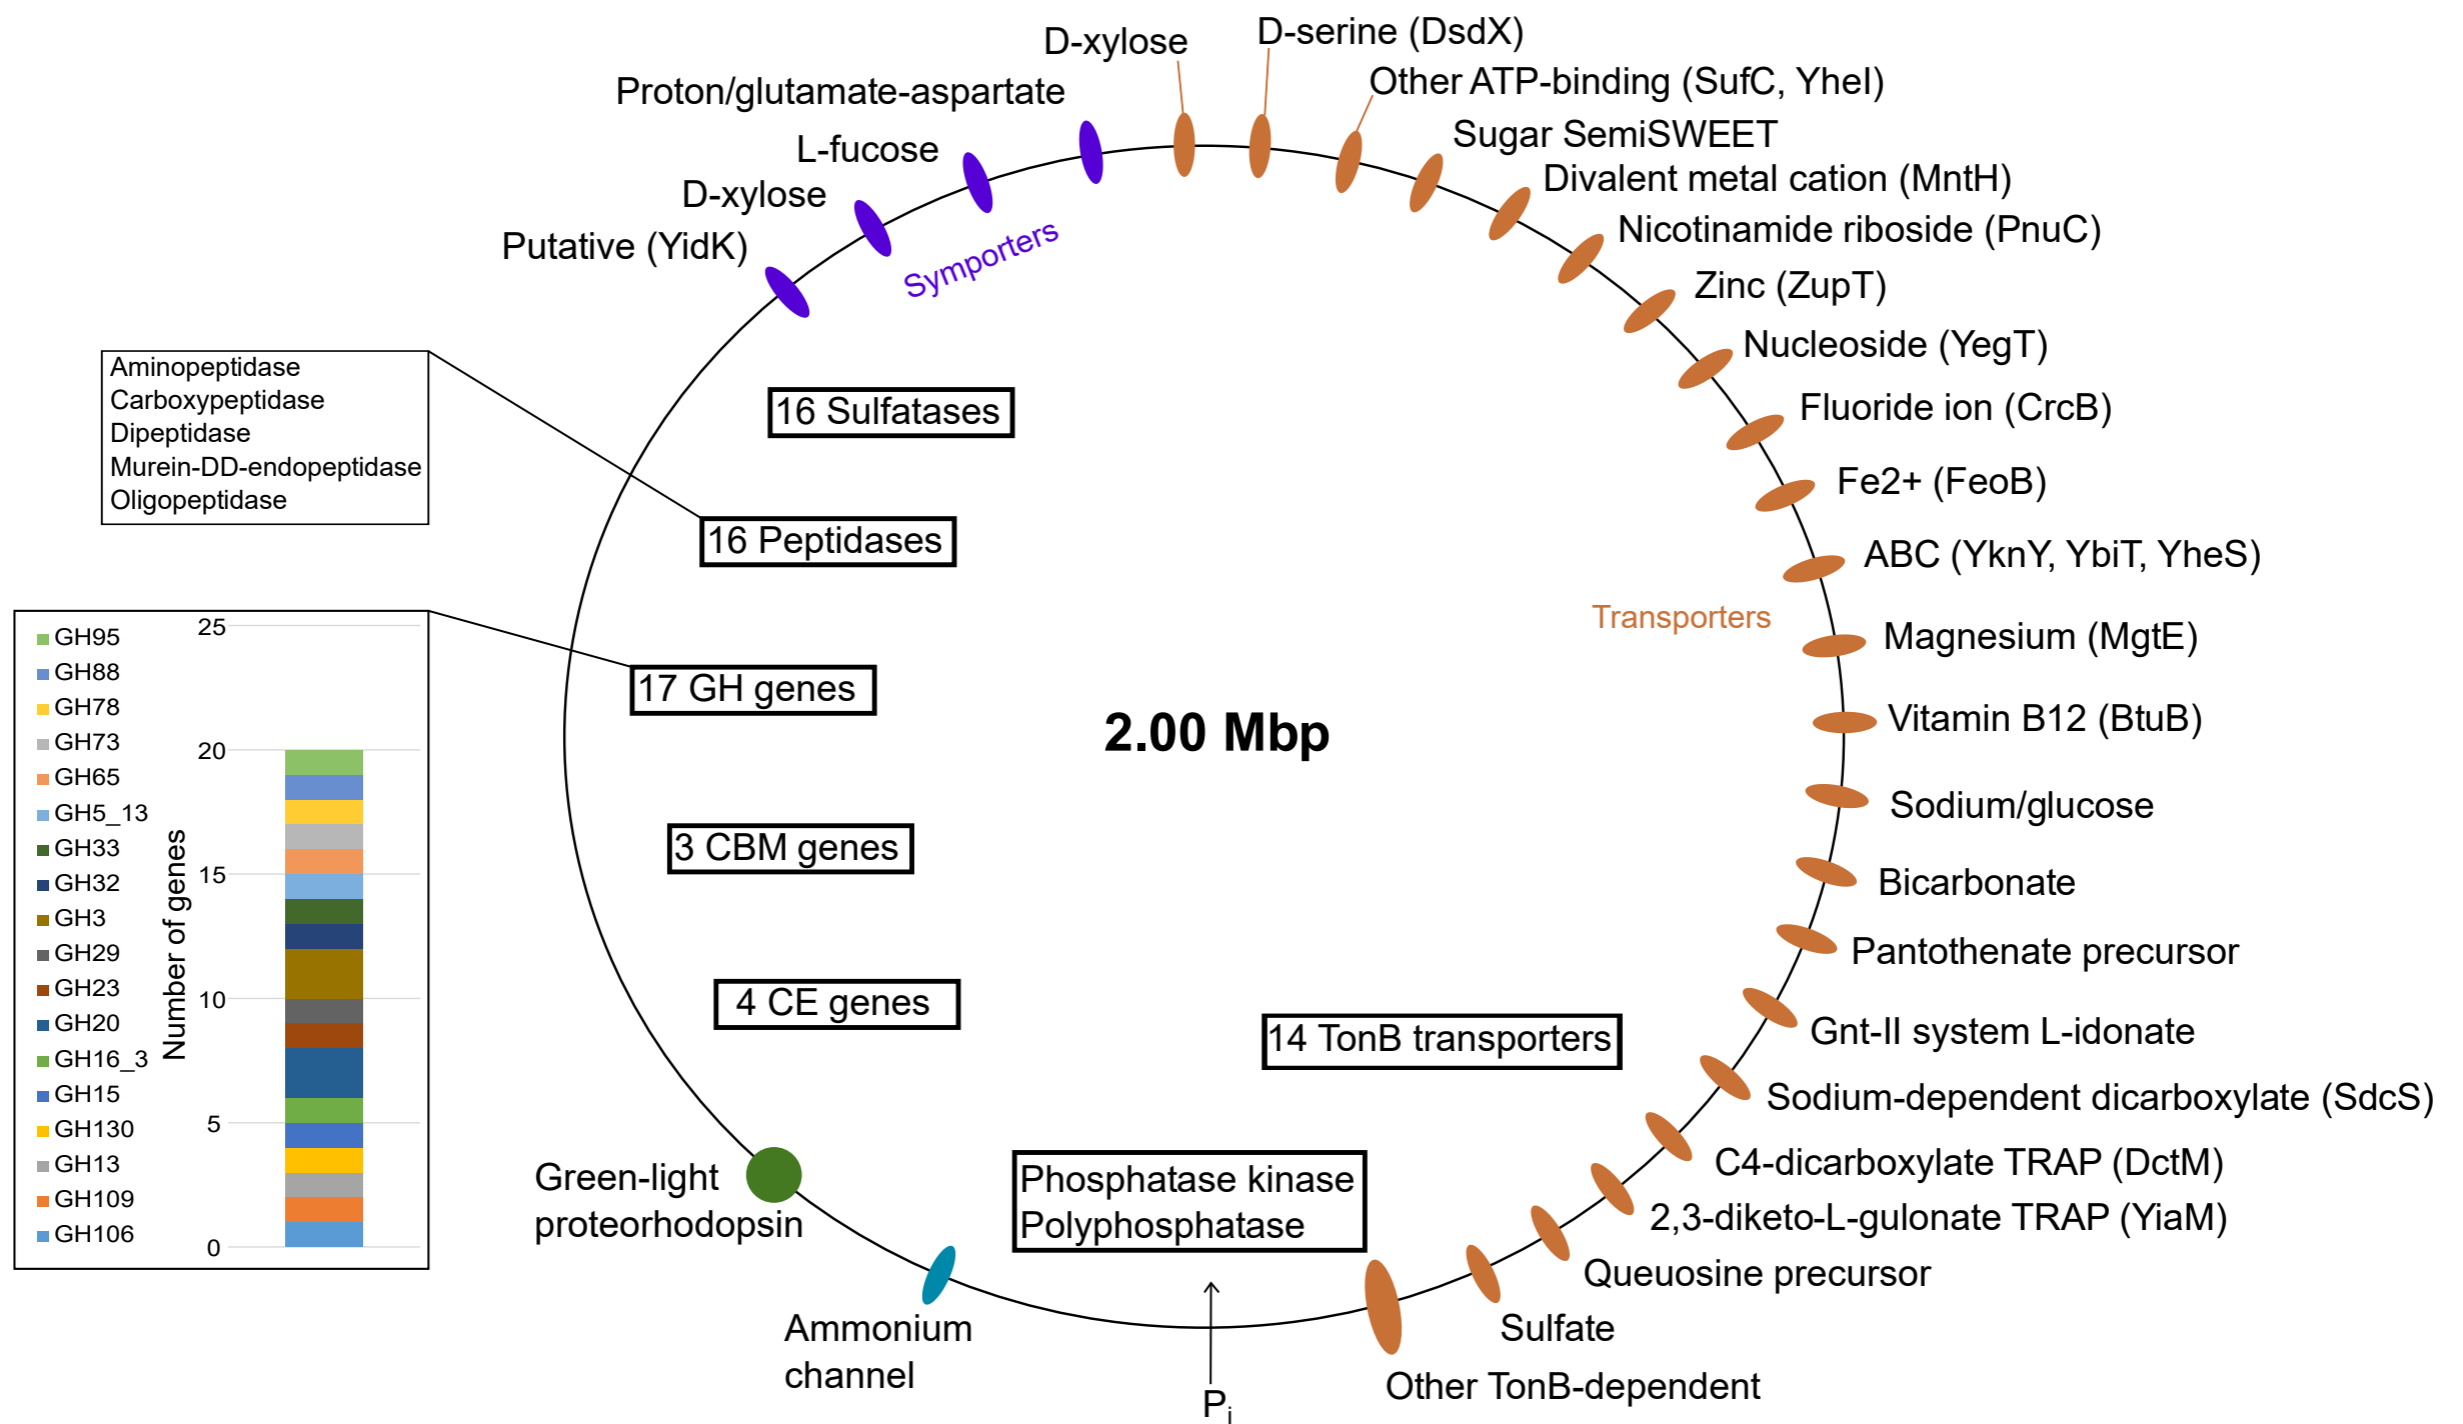 D-xylose
D-serine (DsdX)
Other ATP-binding (SufC, YheI)
Proton/glutamate-aspartate
Sugar SemiSWEET
L-fucose
Divalent metal cation (MntH)
D-xylose
Nicotinamide riboside (PnuC)
Putative (YidK)
Symporters
Zinc (ZupT)
Nucleoside (YegT)
Fluoride ion (CrcB)
Fe2+ (FeoB)
ABC (YknY, YbiT, YheS)
Transporters
Magnesium (MgtE)
Vitamin B12 (BtuB)
Sodium/glucose
Bicarbonate
Pantothenate precursor
Gnt-II system L-idonate
Sodium-dependent dicarboxylate (SdcS)
C4-dicarboxylate TRAP (DctM)
2,3-diketo-L-gulonate TRAP (YiaM)
Queuosine precursor
Sulfate
Other TonB-dependent
Aminopeptidase
Carboxypeptidase
Dipeptidase
Murein-DD-endopeptidase
Oligopeptidase
16 Sulfatases
16 Peptidases
17 GH genes
2.00 Mbp
3 CBM genes
4 CE genes
14 TonB transporters
Phosphatase kinase
Polyphosphatase
Pi
Green-light
proteorhodopsin
Ammonium
channel
GH95
GH88
GH78
GH73
GH65
GH5_13
GH33
GH32
GH3
GH29
GH23
GH20
GH16_3
GH15
GH130
GH13
GH109
GH106
Number of genes
25
20
15
10
5
0